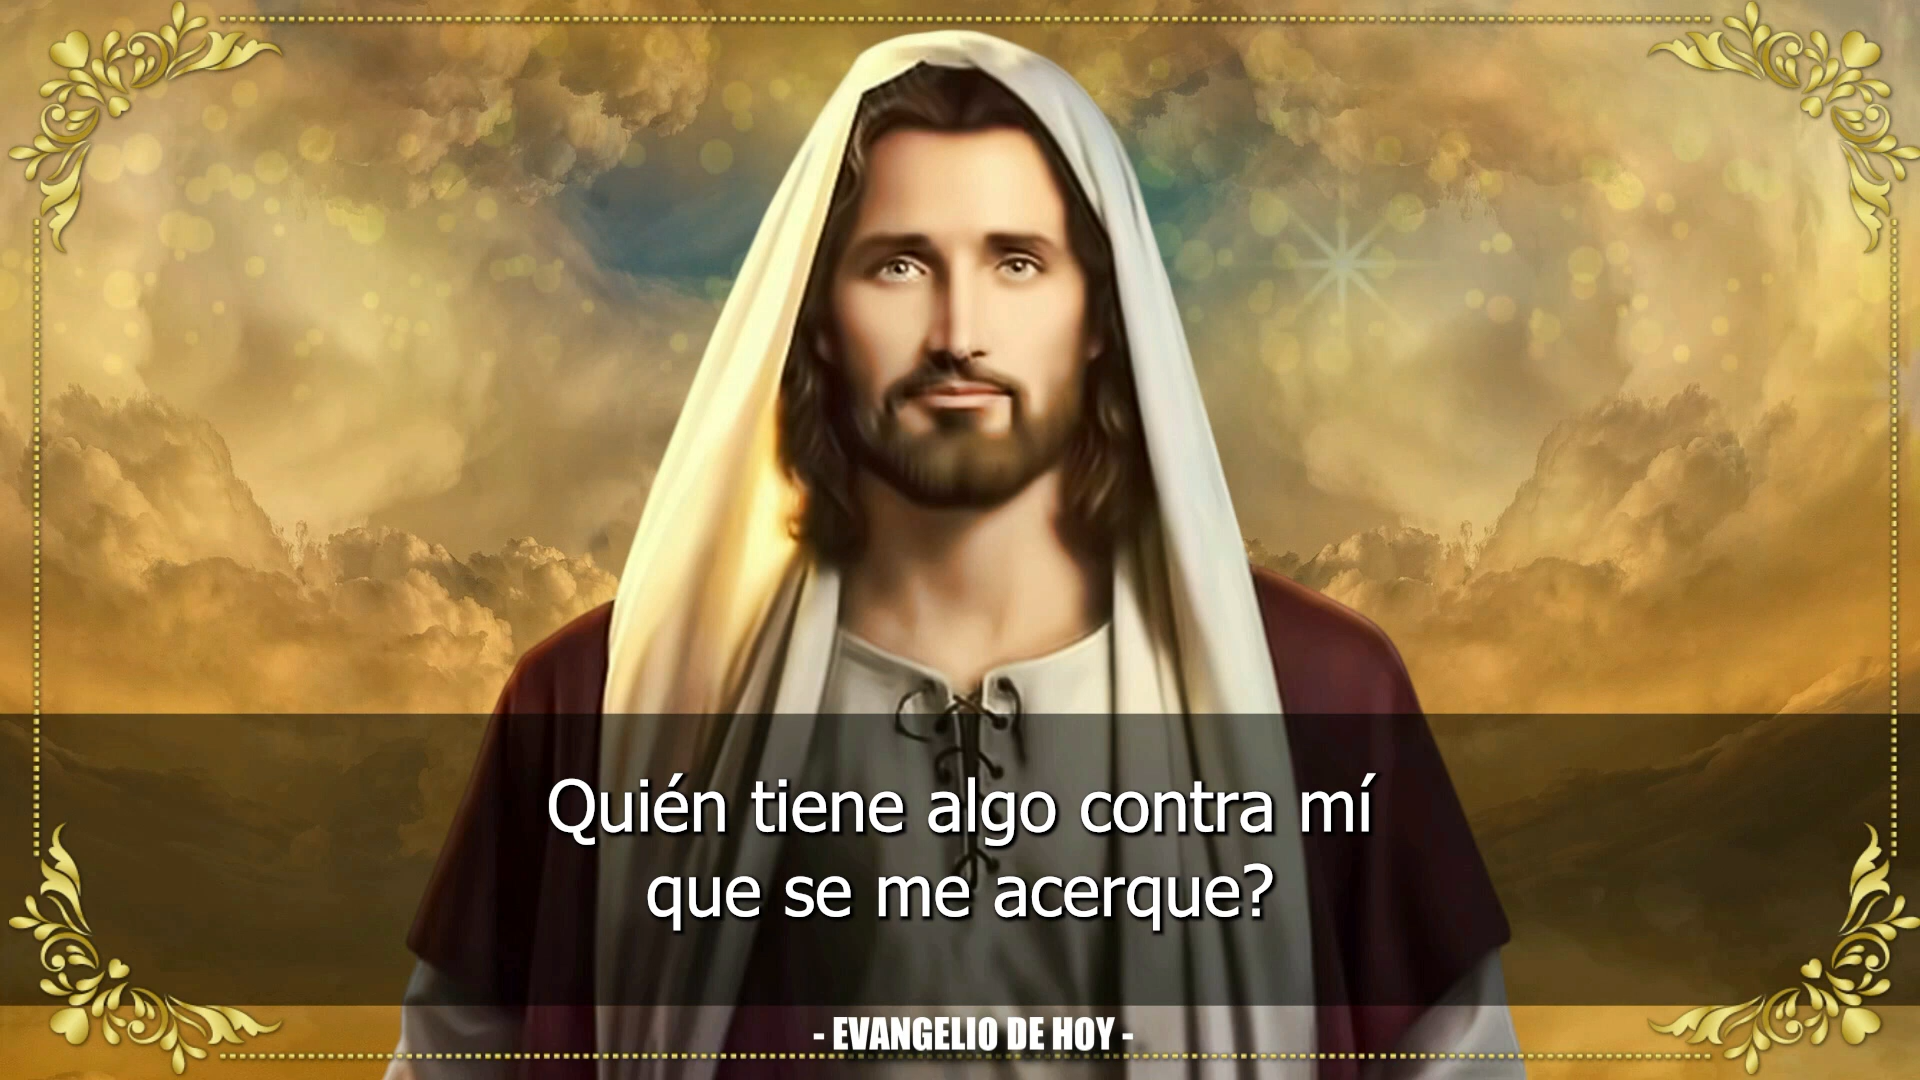 Quién tiene algo contra mí
que se me acerque?
- EVANGELIO DE HOY -